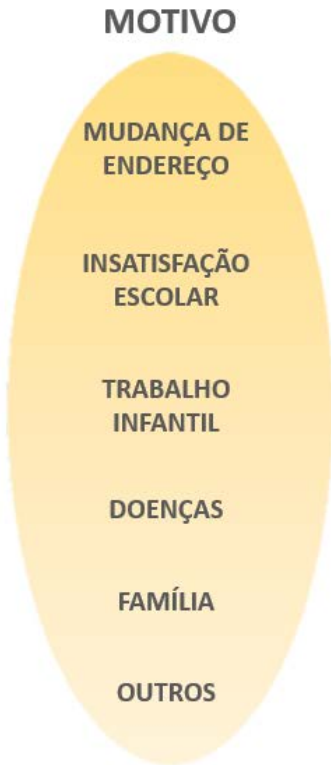 MOTIVO
MUDANÇA DE
ENDEREÇO
INSATISFAÇÃO
ESCOLAR
TRABALHO
INFANTIL
DOENÇAS
FAMÍLIA
OUTROS